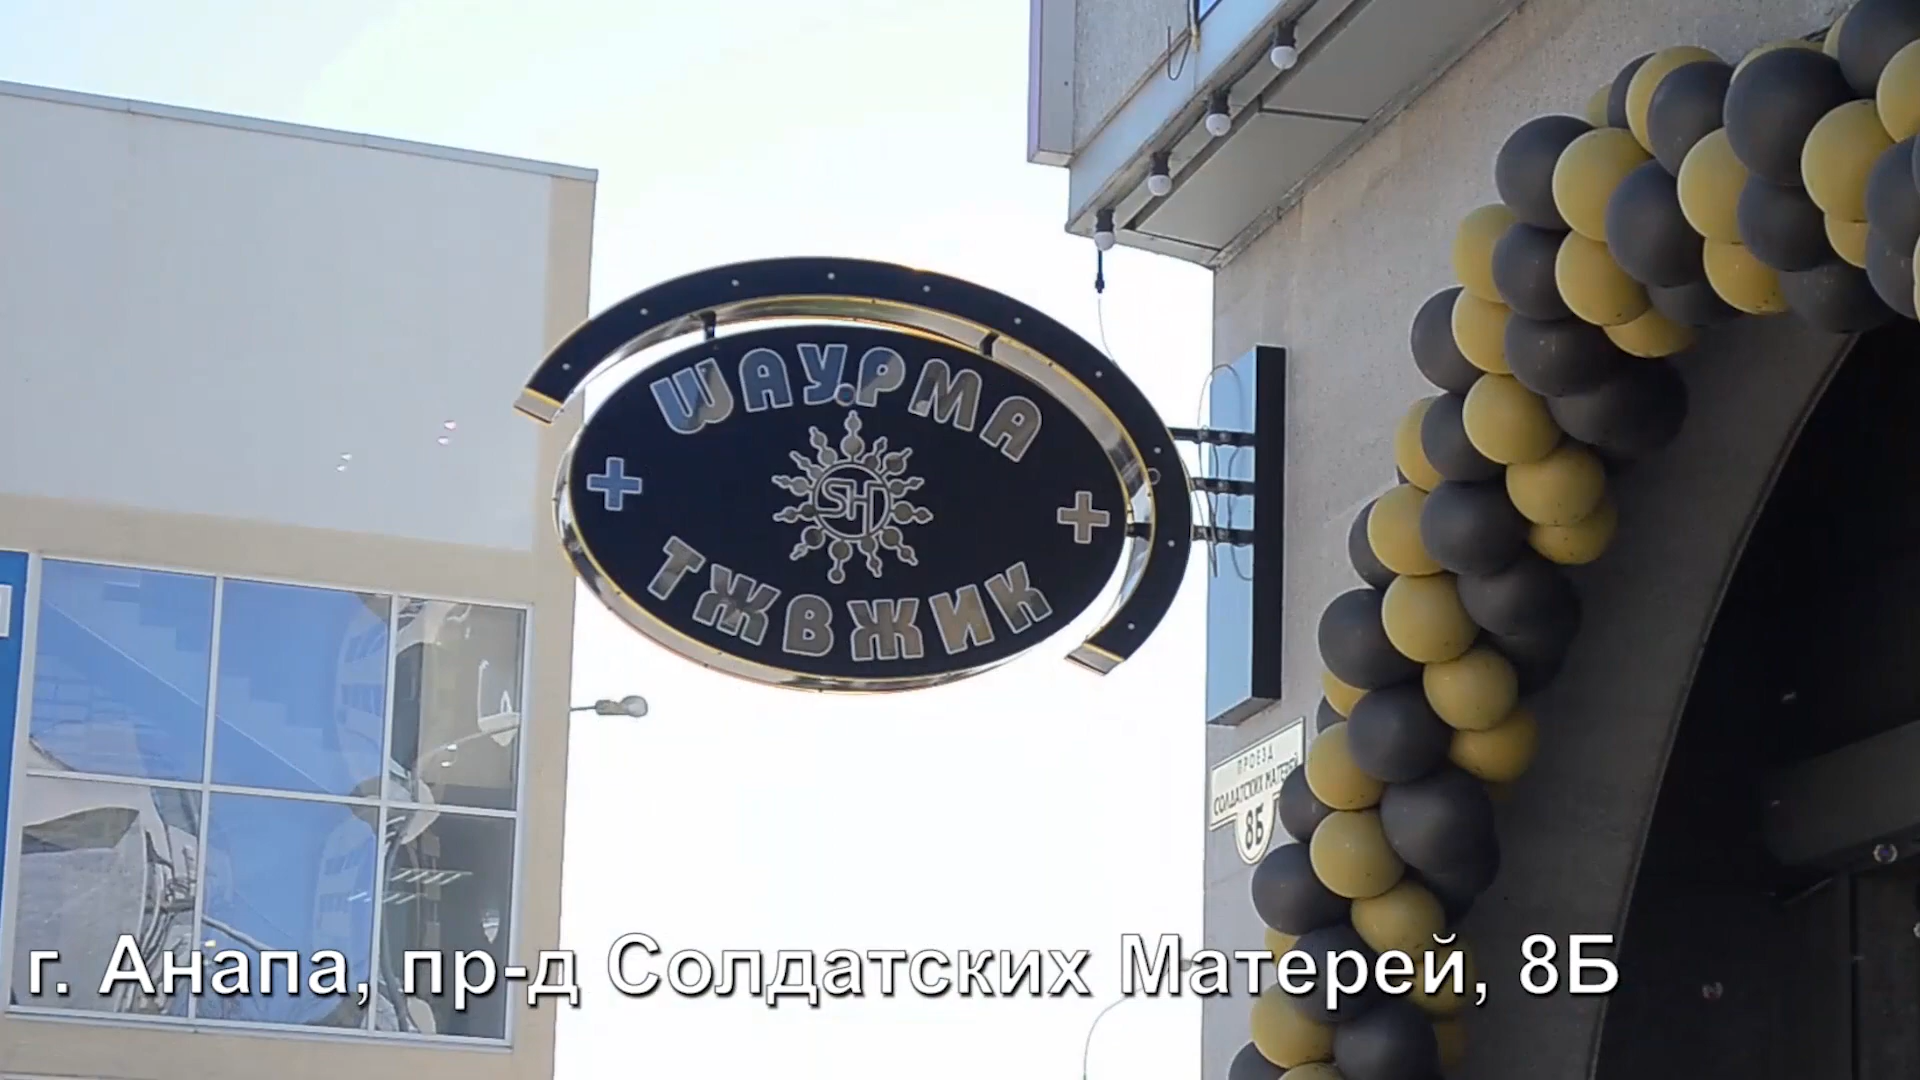 ШАУРМА
+ SH +
ТЖВЖИК
ПРОЕЗД
СОЛДАТСКИХ МАТЕРЕЙ
8Б
г. Анапа, пр-д Солдатских Матерей, 8Б